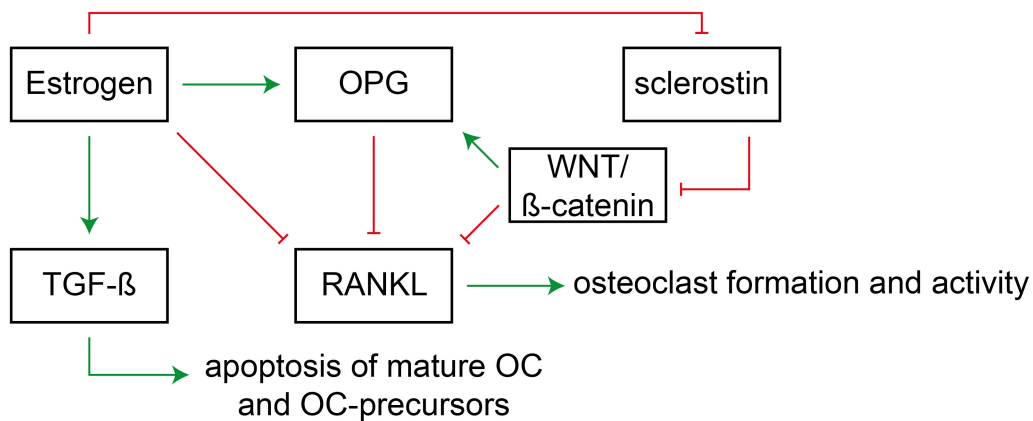 Estrogen
OPG
sclerostin
WNT/
ß-catenin
TGF-ß
RANKL
osteoclast formation and activity
apoptosis of mature OC
and OC-precursors